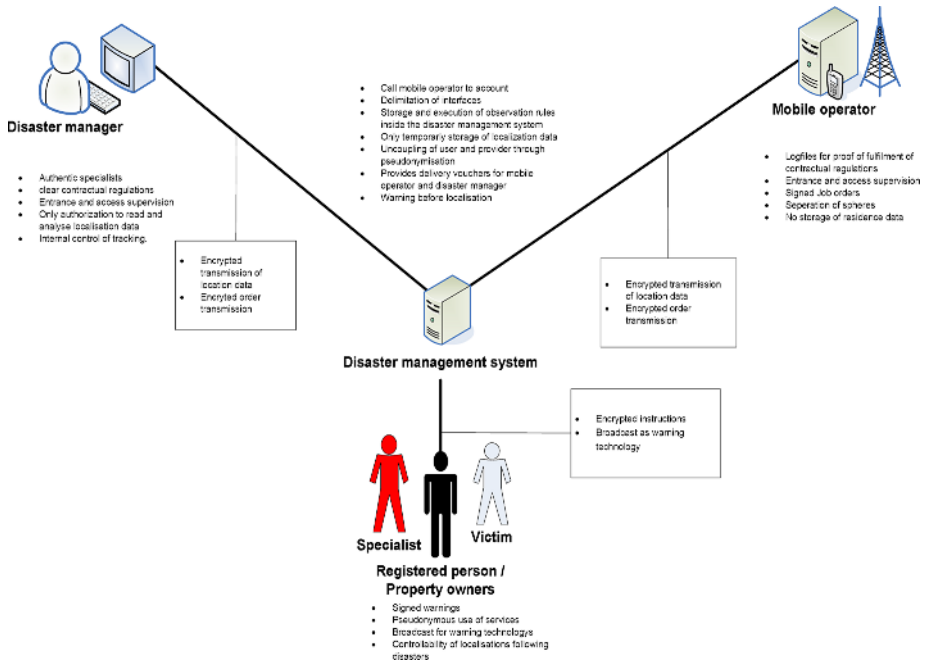 Disaster manager
• Authentic specialists
• clear contractual regulations
• Entrance and access supervision
• Only authorization to read and
analyse localisation data
• Internal control of tracking.
• Encrypted
transmission of
location data
• Encryted order
transmission
• Call mobile operator to account
• Delimitation of interfaces
• Storage and execution of observation rules
inside the disaster management system
• Only temporarily storage of localization data
• Uncoupling of user and provider through
pseudonymisation
• Provides delivery vouchers for mobile
operator and disaster manager
• Warning before localisation
Mobile operator
• Logfiles for proof of fulfilment of
contractual regulations
• Entrance and access supervision
• Signed Job orders
• Seperation of spheres
• No storage of residence data
• Encrypted transmission
of location data
• Encrypted order
transmission
Disaster management system
• Encrypted instructions
• Broadcast as warning
technology
Specialist
Victim
Registered person /
Property owners
• Signed warnings
• Pseudonymous use of services
• Broadcast for warning technologys
• Controllability of localisations following
disasters